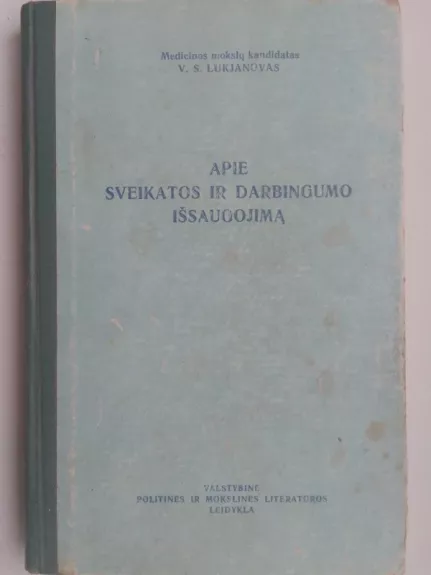 Medicinos mokslų kandidatas
V. S. LUKJANOVAS
APIE
SVEIKATOS IR DARBINGUMO
IŠSAUGOJIMĄ
VALSTYBINĖ
POLITINĖS IR MOKSLINĖS LITERATŪROS
LEIDYKLA